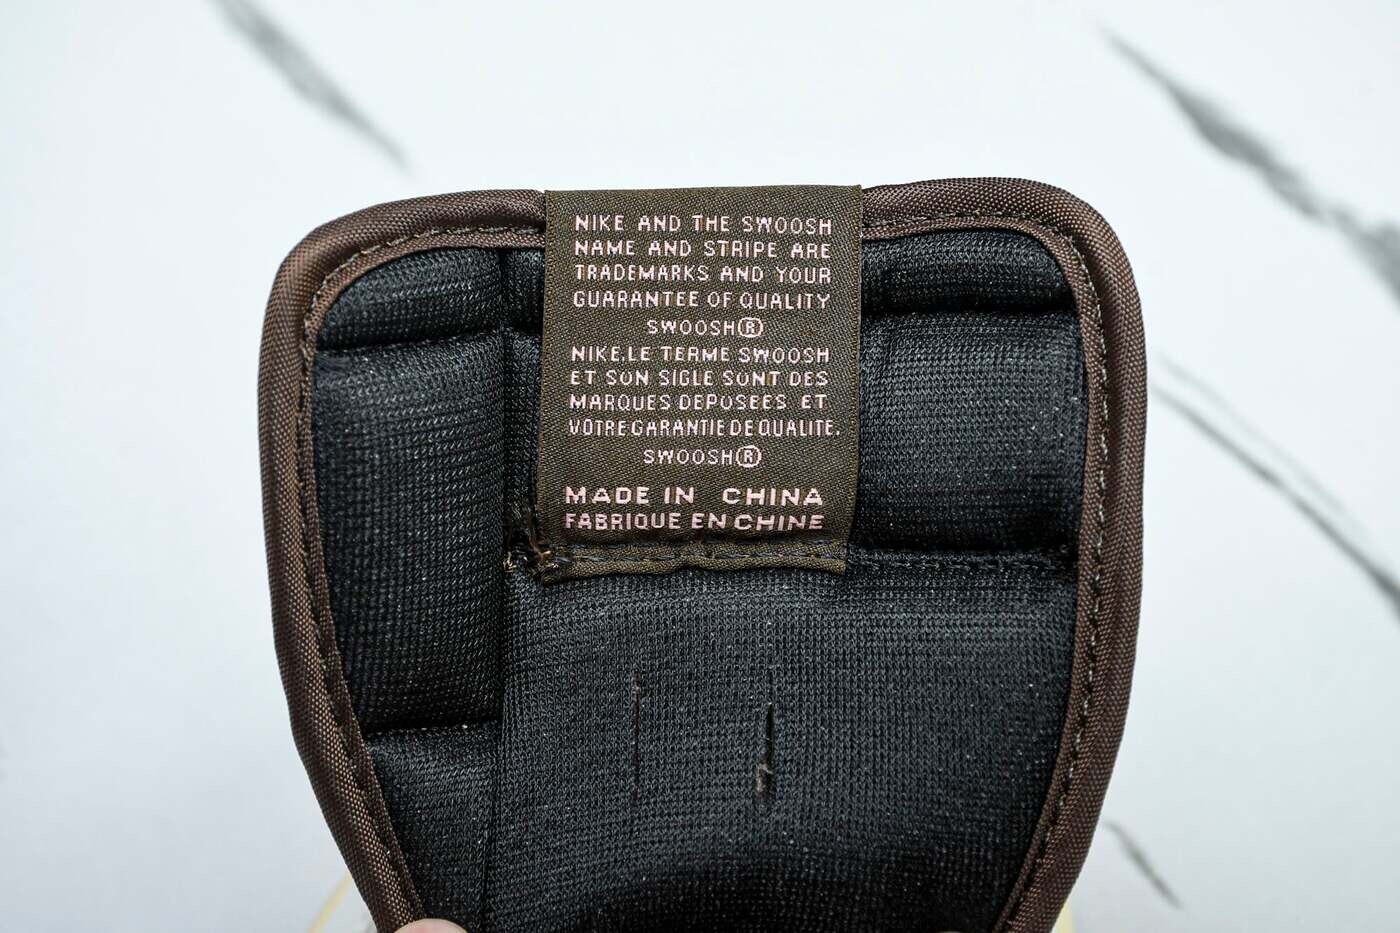 NIKE AND THE SWOOSH
NAME AND STRIPE ARE
TRADEMARKS AND YOUR
GUARANTEE OF QUALITY
SWOOSH®
NIKE.LE TERME SWOOSH
ET SON SIGLE SONT DES
MARQUES DEPOSEES ET
VOTRE GARANTIE DE QUALITE.
SWOOSH®
MADE IN CHINA
FABRIQUE EN CHINE